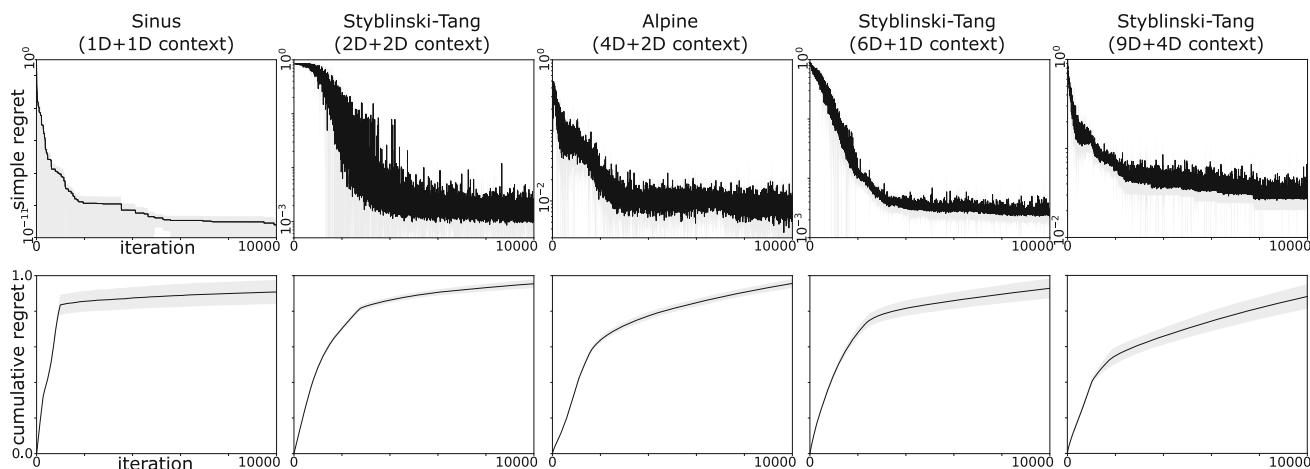 Sinus
(1D+1D context)
Styblinski-Tang
(2D+2D context)
Alpine
(4D+2D context)
Styblinski-Tang
(6D+1D context)
Styblinski-Tang
(9D+4D context)
simple regret
10^0
10^-1
0
iteration
10000
10^0
10^-3
0
10000
10^-2
0
10000
10^0
10^-3
0
10000
10^0
10^-2
0
10000
cumulative regret
1.0
0.0
0
iteration
10000
0
10000
0
10000
0
10000
0
10000